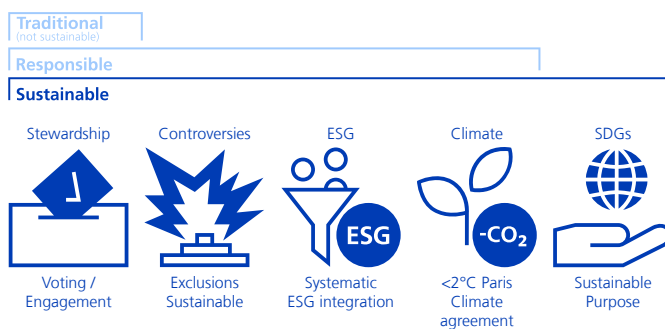 Traditional
(not sustainable)
Responsible
Sustainable
Stewardship
Controversies
ESG
Climate
SDGs
ESG
-CO₂
Voting /
Engagement
Exclusions
Sustainable
Systematic
ESG integration
<2°C Paris
Climate
agreement
Sustainable
Purpose